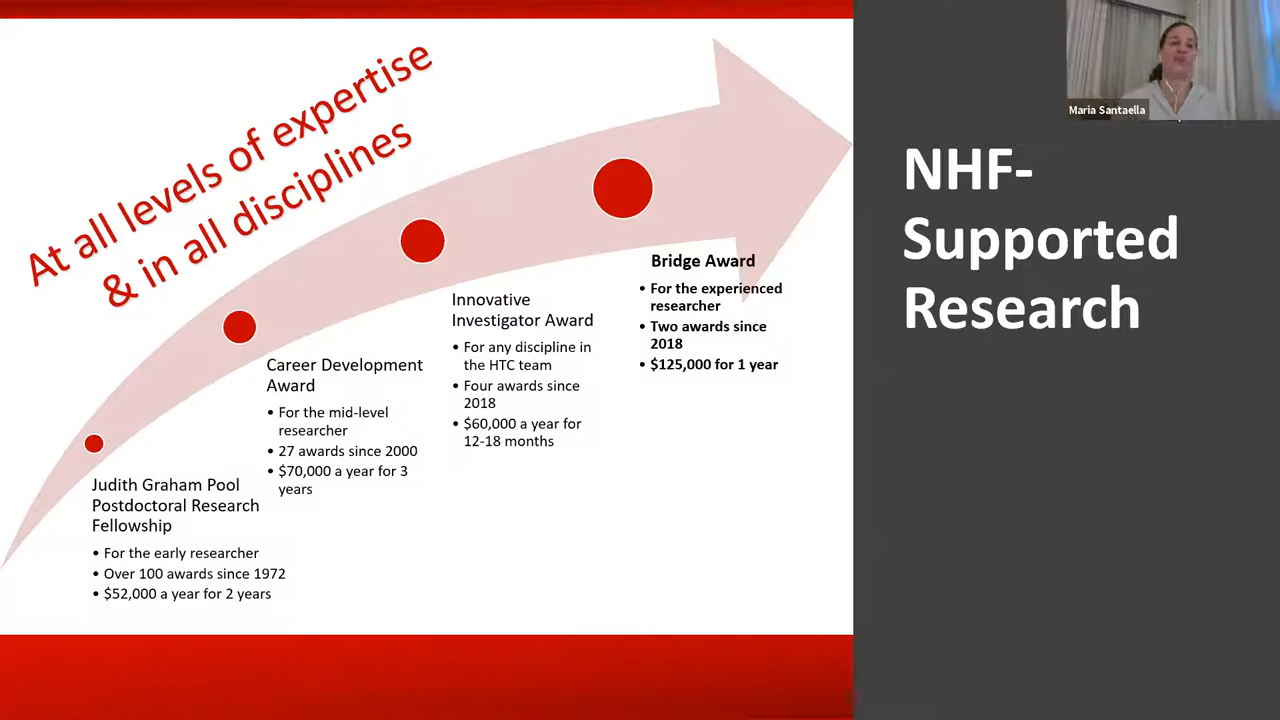 At all levels of expertise
& in all disciplines
Judith Graham Pool
Postdoctoral Research
Fellowship
• For the early researcher
• Over 100 awards since 1972
• $52,000 a year for 2 years
Career Development
Award
• For the mid-level
researcher
• 27 awards since 2000
• $70,000 a year for 3
years
Innovative
Investigator Award
• For any discipline in
the HTC team
• Four awards since
2018
• $60,000 a year for
12-18 months
Bridge Award
• For the experienced
researcher
• Two awards since
2018
• $125,000 for 1 year
Maria Santaella
NHF-
Supported
Research